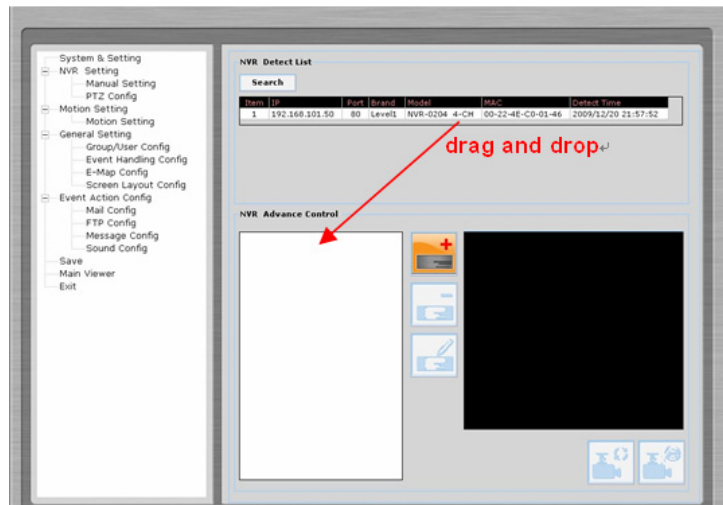 System & Setting
NVR Setting
Manual Setting
PTZ Config
Motion Setting
Motion Setting
General Setting
Group/User Config
Event Handling Config
E-Map Config
Screen Layout Config
Event Action Config
Mail Config
FTP Config
Message Config
Sound Config
Save
Main Viewer
Exit
NVR Detect List
Search
Item IP Port Brand Model MAC Detect Time
1 192.168.101.50 80 Level1 NVR-0204 4-CH 00-22-4E-C0-01-46 2009/12/20 21:57:52
drag and drop↵
NVR Advance Control